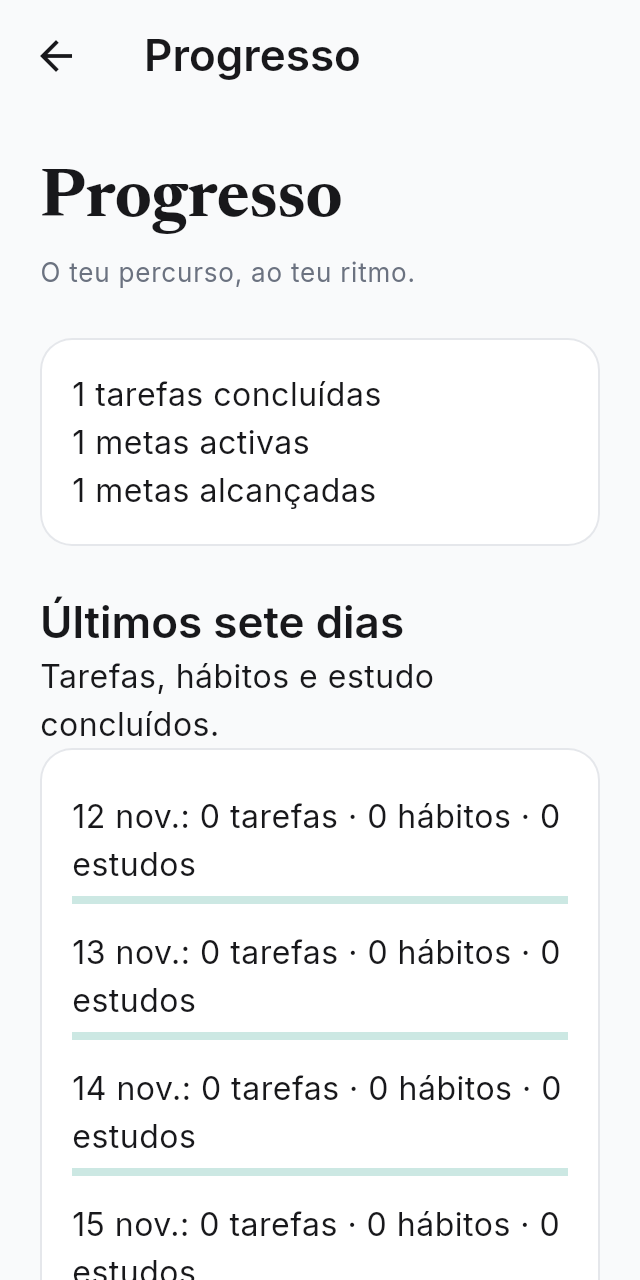 Progresso
Progresso
O teu percurso, ao teu ritmo.
1 tarefas concluídas
1 metas activas
1 metas alcançadas
Últimos sete dias
Tarefas, hábitos e estudo
concluídos.
12 nov.: 0 tarefas · 0 hábitos · 0
estudos
13 nov.: 0 tarefas · 0 hábitos · 0
estudos
14 nov.: 0 tarefas · 0 hábitos · 0
estudos
15 nov.: 0 tarefas · 0 hábitos · 0
estudos